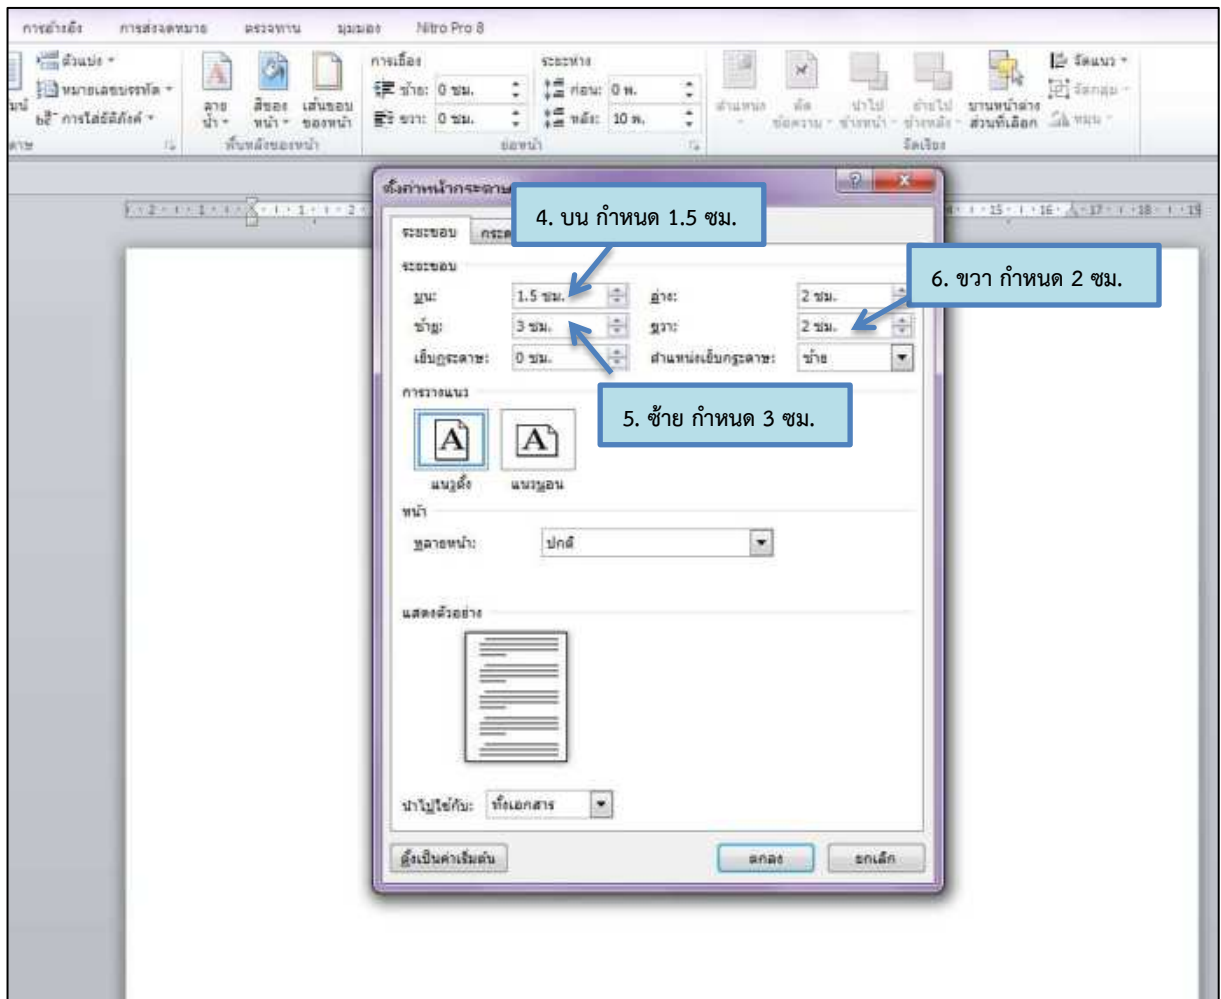 การอ้างอิง การส่งจดหมาย ตรวจทาน มุมมอง Nitro Pro 8
ตัวแบ่ง
หมายเลขบรรทัด
bก๊- การใส่ยัติภังค์
ลายน้ำ สีของหน้า เส้นขอบของหน้า
พื้นหลังของหน้า
การเยื้อง ระยะห่าง
ซ้าย: 0 ซม. ก่อน: 0 พ.
ขวา: 0 ซม. หลัง: 10 พ.
ย่อหน้า
ตำแหน่ง ตัดข้อความ นำไปข้างหน้า ย้ายไปข้างหลัง บานหน้าต่างส่วนที่เลือก
จัดแนว
จัดกลุ่ม
หมุน
จัดเรียง
ตั้งค่าหน้ากระดาษ
4. บน กำหนด 1.5 ซม.
ระยะขอบ
ระยะขอบ
6. ขวา กำหนด 2 ซม.
บน: 1.5 ซม. ล่าง: 2 ซม.
ซ้าย: 3 ซม. ขวา: 2 ซม.
เย็บกระดาษ: 0 ซม. ตำแหน่งเย็บกระดาษ: ซ้าย
5. ซ้าย กำหนด 3 ซม.
การวางแนว
แนวตั้ง แนวนอน
หน้า
หลายหน้า: ปกติ
แสดงตัวอย่าง
นำไปใช้กับ: ทั้งเอกสาร
ตั้งเป็นค่าเริ่มต้น ตกลง ยกเลิก